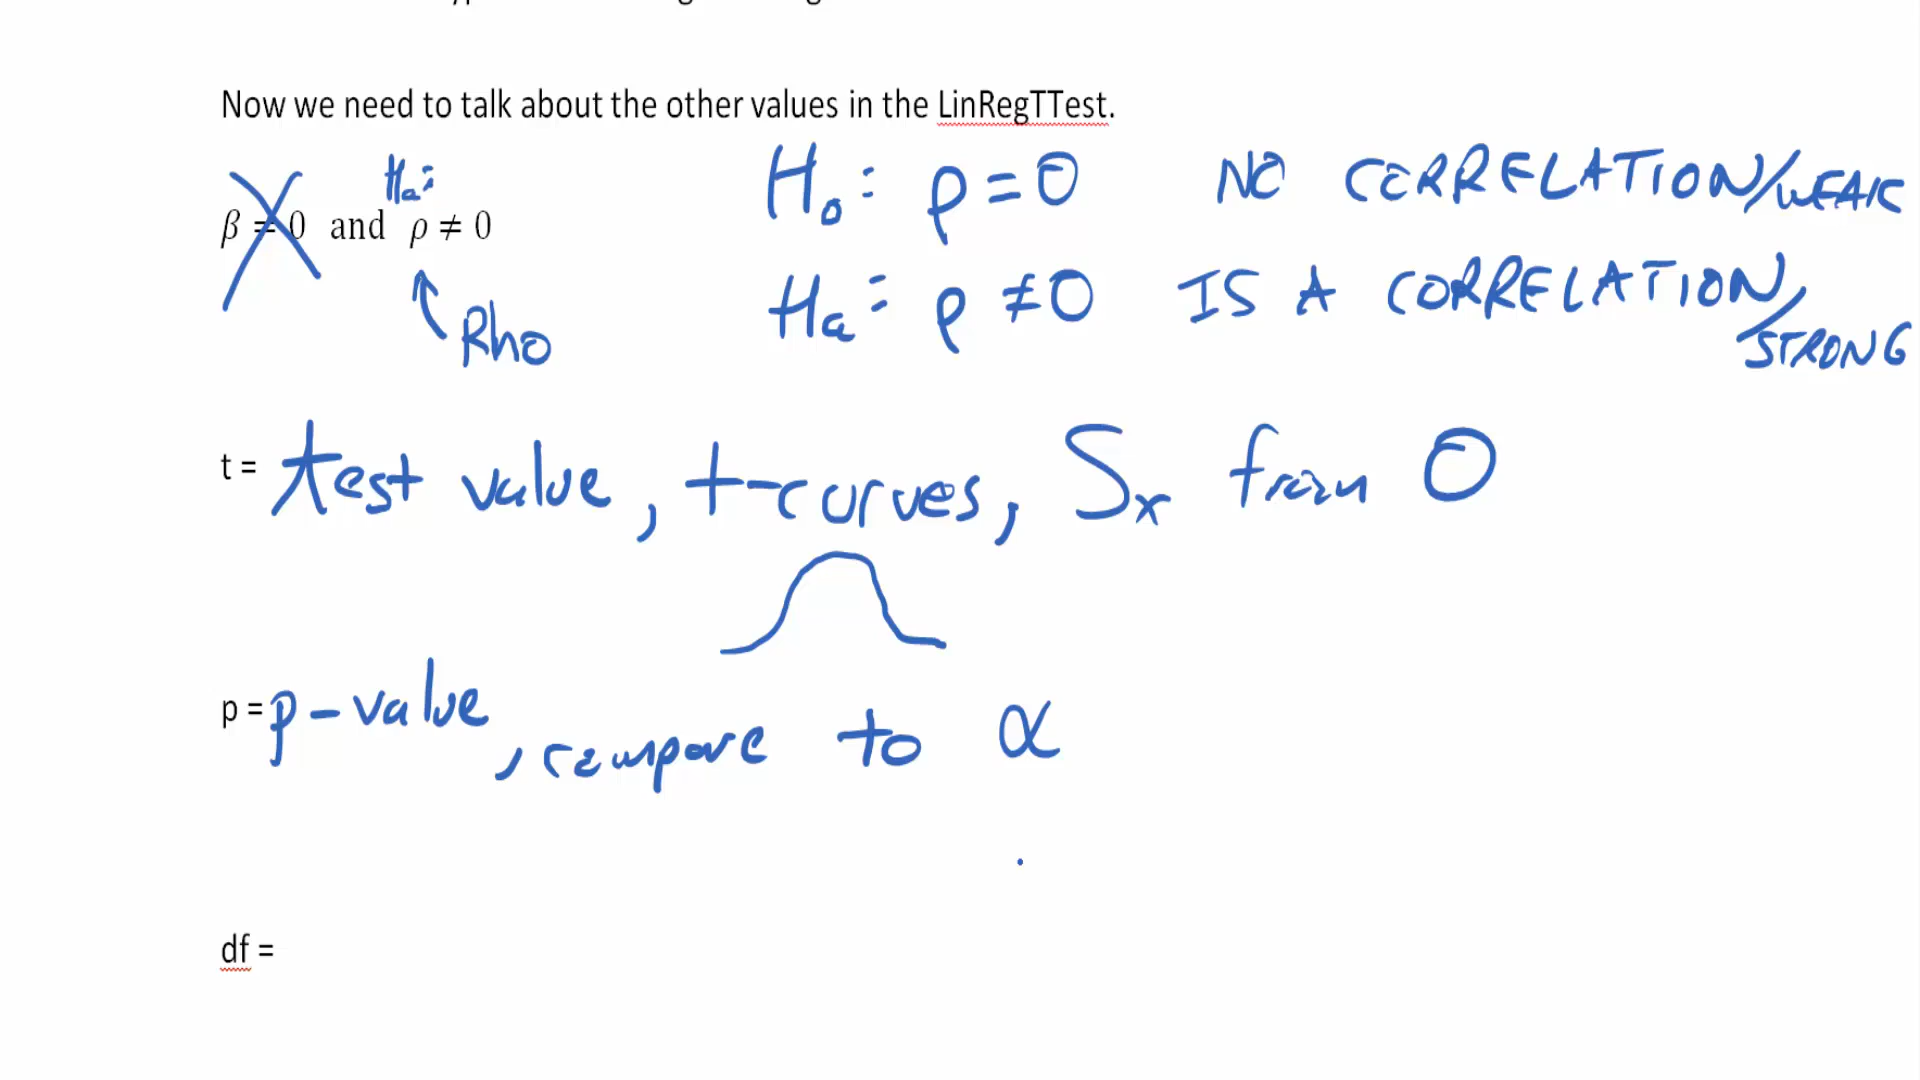 Now we need to talk about the other values in the LinRegTTest.
Ha: H₀: ρ=0 NO CORRELATION/WEAK
β ≠ 0 and ρ ≠ 0
Ha: ρ ≠0 IS A CORRELATION/
Rho STRONG
t = test value, t-curves, Sx from 0
p = p-value, compare to α
df =